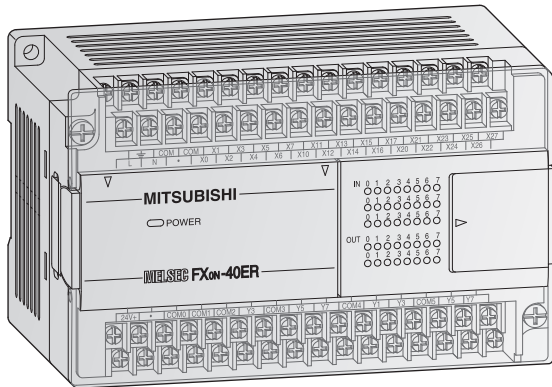 ⏚ COM COM X1 X3 X5 X7 X11 X13 X15 X17 X21 X23 X25 X27
L N • X0 X2 X4 X6 X10 X12 X14 X16 X20 X22 X24 X26
MITSUBISHI
POWER
MELSEC FX0N-40ER
IN 0 1 2 3 4 5 6 7
0 1 2 3 4 5 6 7
0 1 2 3 4 5 6 7
OUT 0 1 2 3 4 5 6 7
0 1 2 3 4 5 6 7
24V+ • COM0 COM1 COM2 Y3 COM3 Y5 Y7 COM4 Y1 Y3 COM5 Y5 Y7